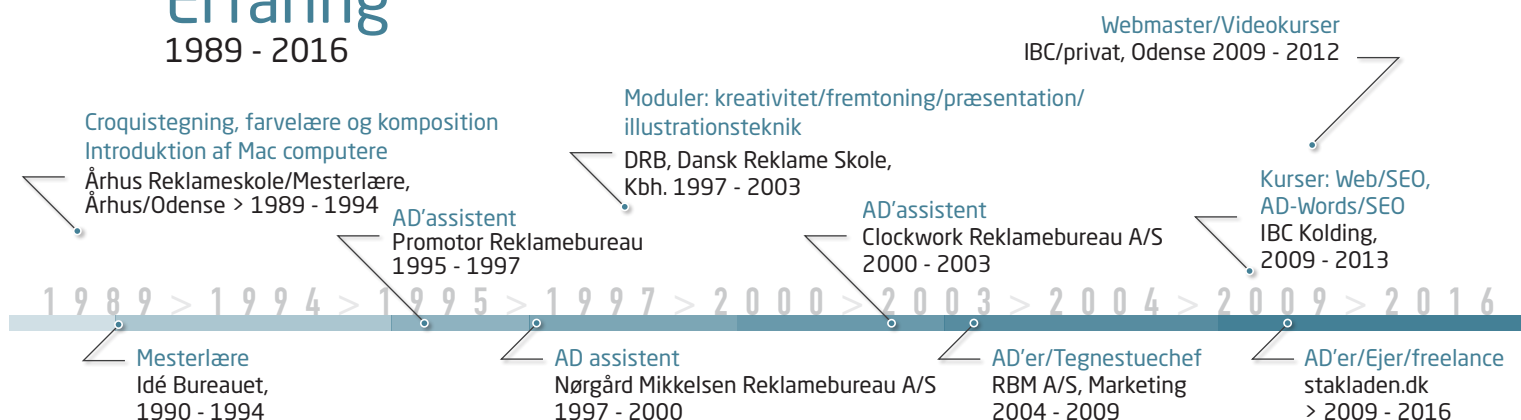 Erfaring
1989 - 2016
Webmaster/Videokurser
IBC/privat, Odense 2009 - 2012
Croquistegning, farvelære og komposition
Introduktion af Mac computere
Århus Reklameskole/Mesterlære,
Århus/Odense > 1989 - 1994
Moduler: kreativitet/fremtoning/præsentation/
illustrationsteknik
DRB, Dansk Reklame Skole,
Kbh. 1997 - 2003
AD'assistent
Promotor Reklamebureau
1995 - 1997
AD'assistent
Clockwork Reklamebureau A/S
2000 - 2003
Kurser: Web/SEO,
AD-Words/SEO
IBC Kolding,
2009 - 2013
1989 > 1994 > 1995 > 1997 > 2000 > 2003 > 2004 > 2009 > 2016
Mesterlære
Idé Bureauet,
1990 - 1994
AD assistent
Nørgård Mikkelsen Reklamebureau A/S
1997 - 2000
AD'er/Tegnestuechef
RBM A/S, Marketing
2004 - 2009
AD'er/Ejer/freelance
stakladen.dk
> 2009 - 2016